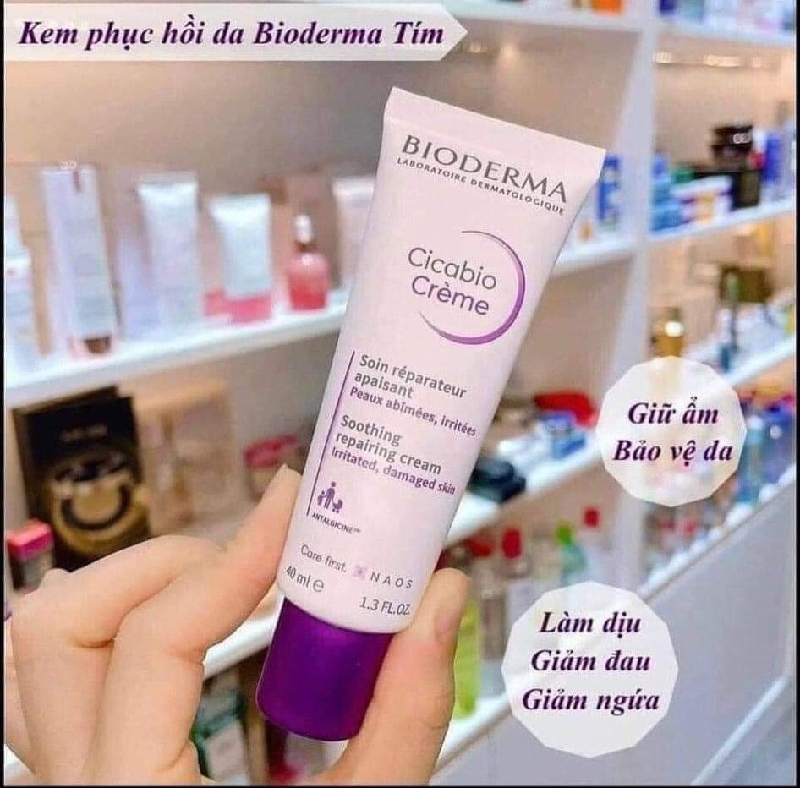 Kem phục hồi da Bioderma Tím
BIODERMA
LABORATOIRE DERMATOLOGIQUE
Cicabio
Crème
Soin réparateur
apaisant
Peaux abîmées, irritées
Soothing
repairing cream
Irritated, damaged skin
ANTALGICINE™
Care first.
NAOS
40 ml e
1.3 FL.OZ.
Giữ ẩm
Bảo vệ da
Làm dịu
Giảm đau
Giảm ngứa